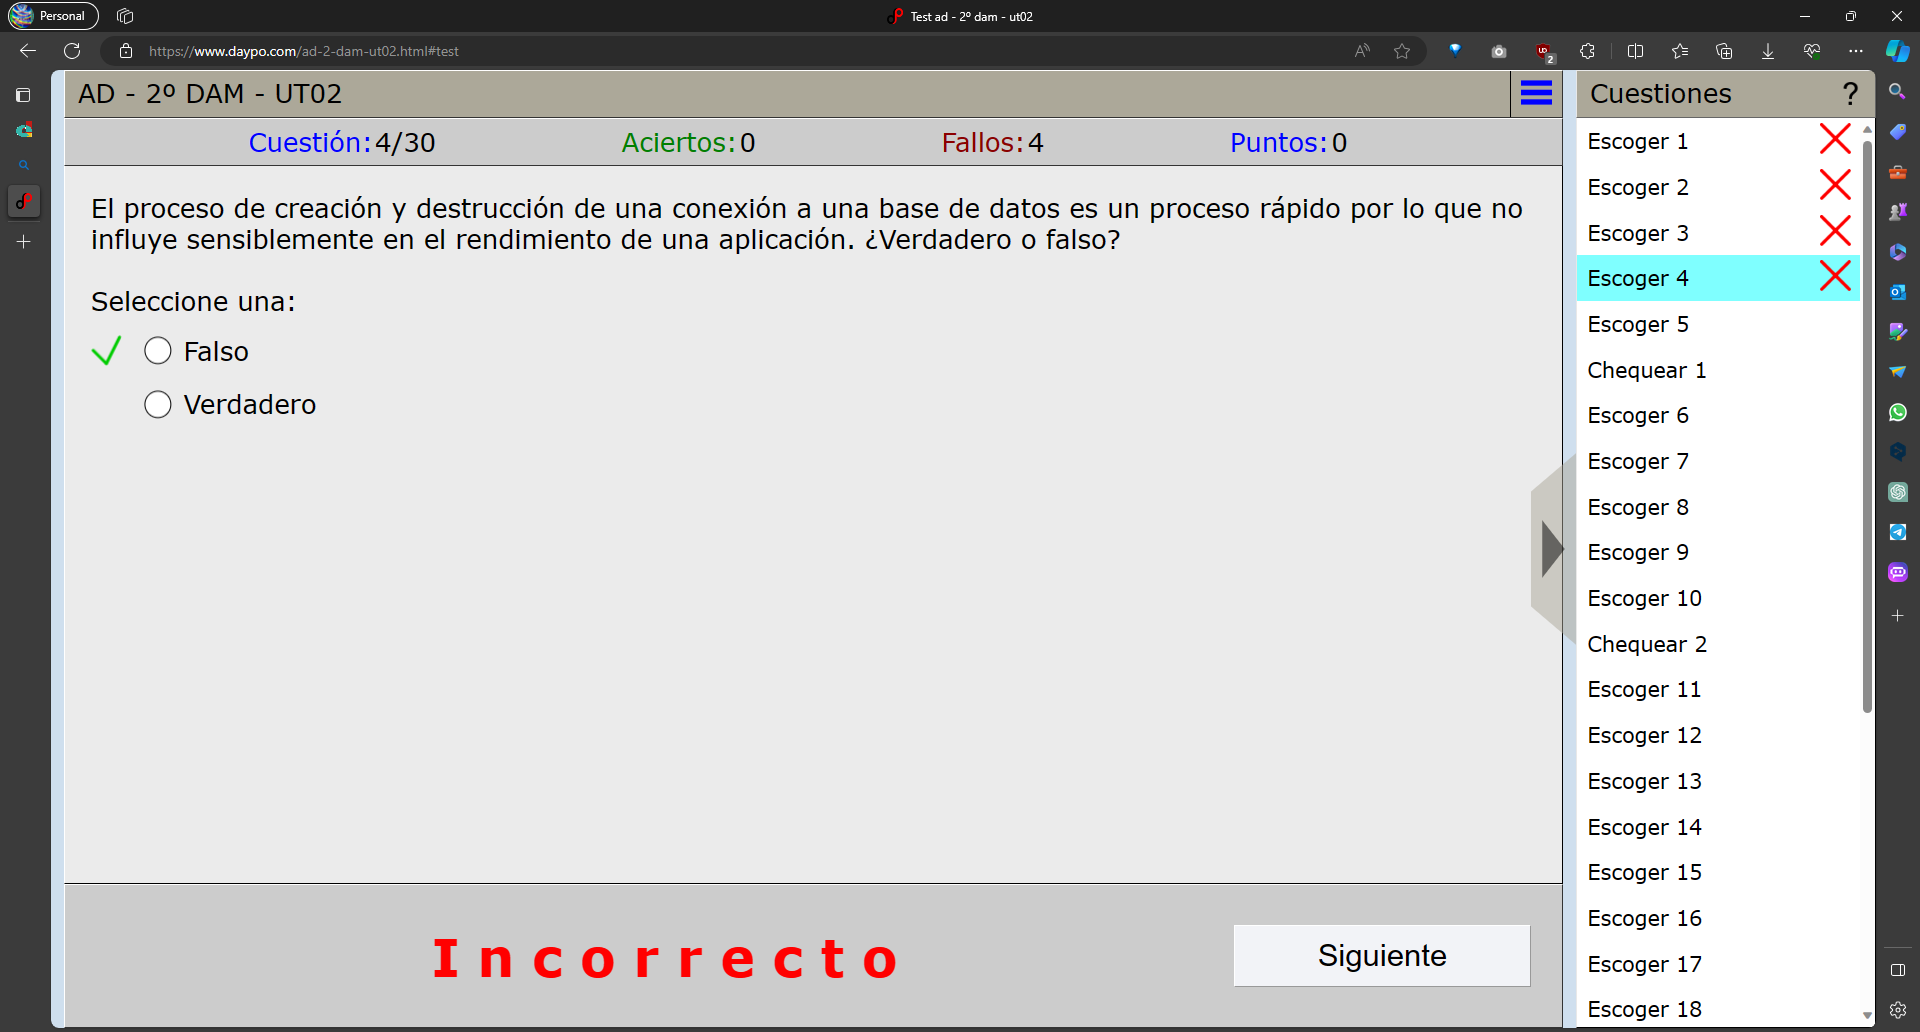 Personal
Test ad - 2º dam - ut02
https://www.daypo.com/ad-2-dam-ut02.html#test
2
AD - 2º DAM - UT02
Cuestión: 4/30 Aciertos: 0 Fallos: 4 Puntos: 0
El proceso de creación y destrucción de una conexión a una base de datos es un proceso rápido por lo que no
influye sensiblemente en el rendimiento de una aplicación. ¿Verdadero o falso?
Seleccione una:
Falso
Verdadero
Incorrecto
Siguiente
Cuestiones ?
Escoger 1
Escoger 2
Escoger 3
Escoger 4
Escoger 5
Chequear 1
Escoger 6
Escoger 7
Escoger 8
Escoger 9
Escoger 10
Chequear 2
Escoger 11
Escoger 12
Escoger 13
Escoger 14
Escoger 15
Escoger 16
Escoger 17
Escoger 18